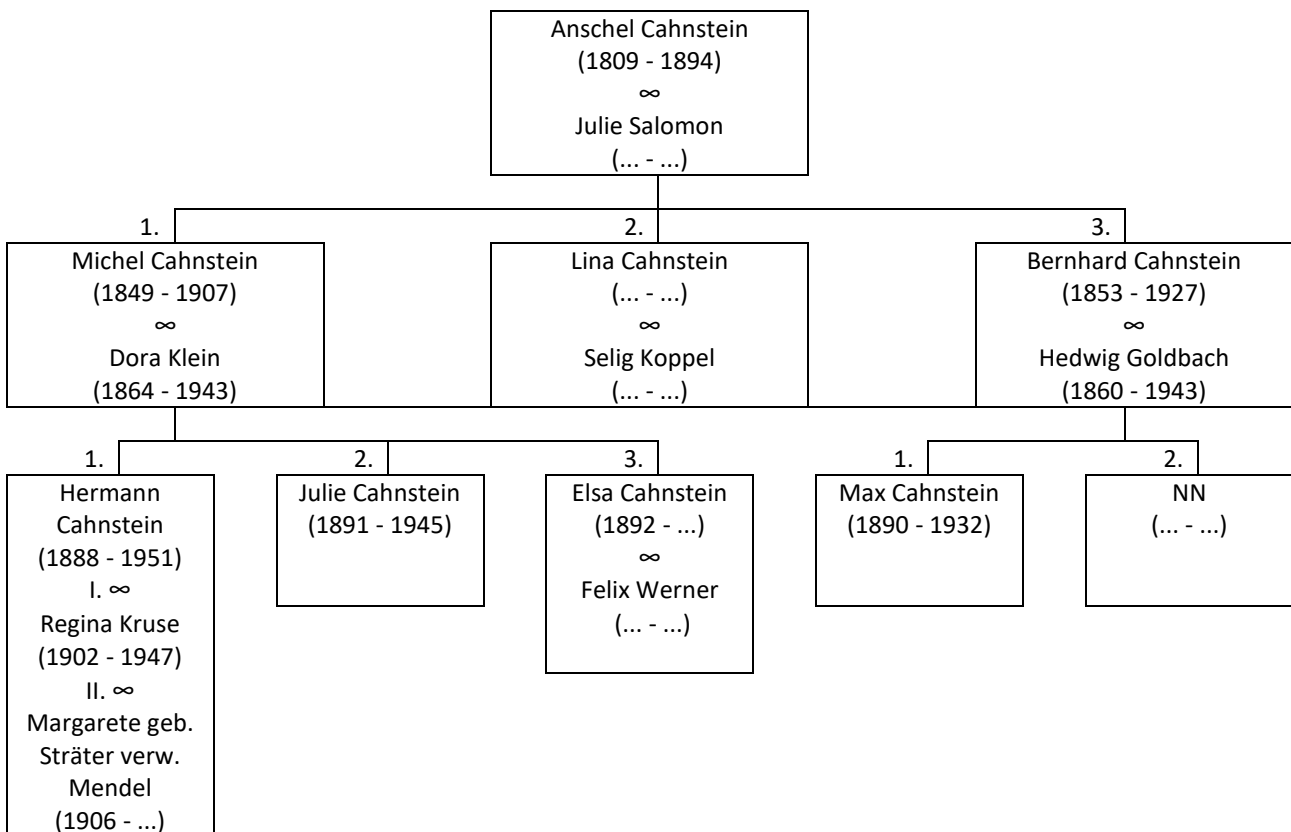 Anschel Cahnstein
(1809 - 1894)
∞
Julie Salomon
(... - ...)
1.
Michel Cahnstein
(1849 - 1907)
∞
Dora Klein
(1864 - 1943)
2.
Lina Cahnstein
(... - ...)
∞
Selig Koppel
(... - ...)
3.
Bernhard Cahnstein
(1853 - 1927)
∞
Hedwig Goldbach
(1860 - 1943)
1.
Hermann
Cahnstein
(1888 - 1951)
I. ∞
Regina Kruse
(1902 - 1947)
II. ∞
Margarete geb.
Sträter verw.
Mendel
(1906 - ...)
2.
Julie Cahnstein
(1891 - 1945)
3.
Elsa Cahnstein
(1892 - ...)
∞
Felix Werner
(... - ...)
1.
Max Cahnstein
(1890 - 1932)
2.
NN
(... - ...)